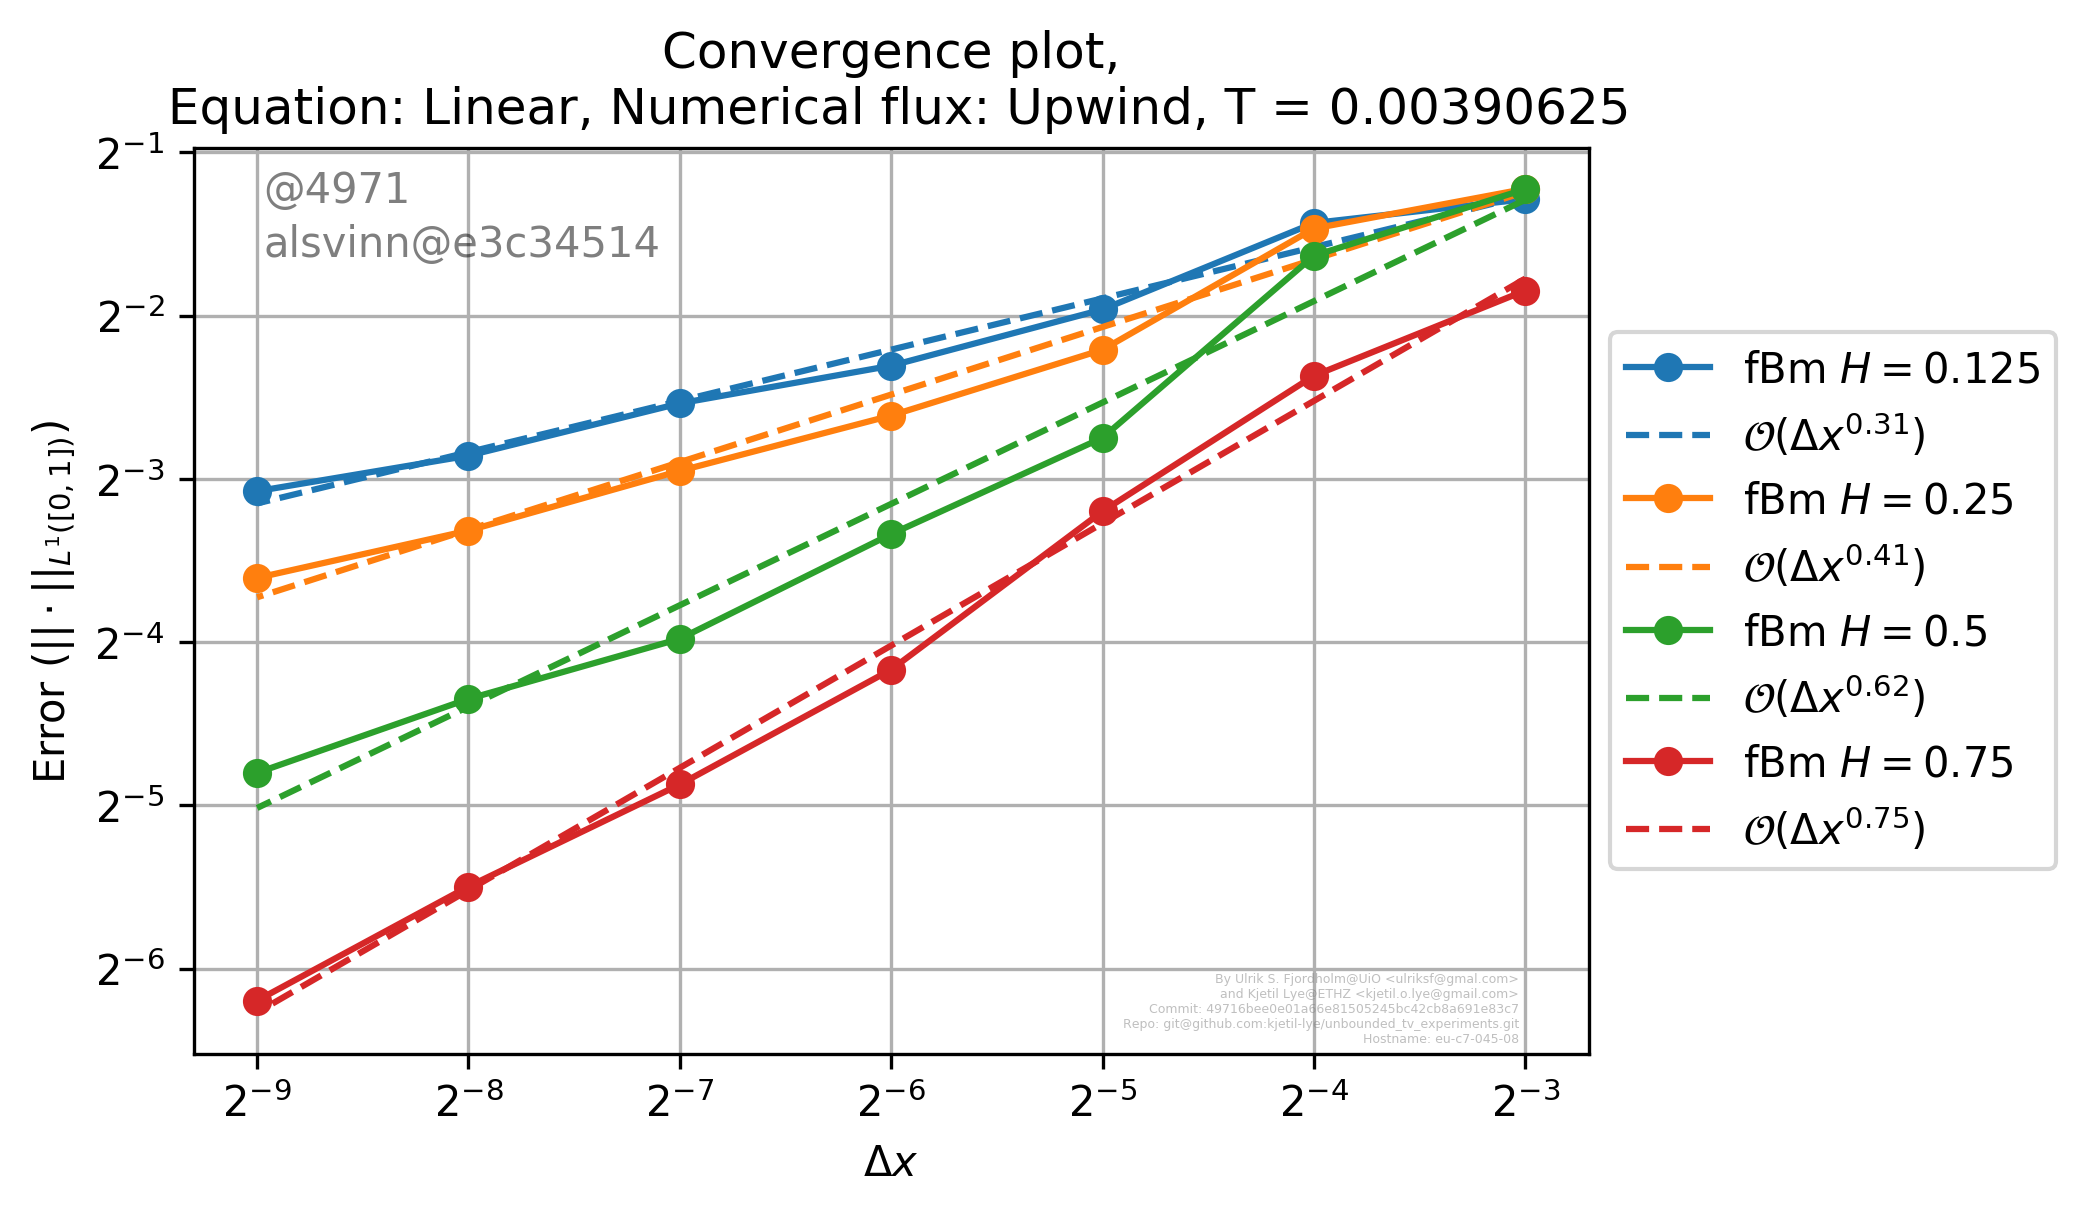 Convergence plot,
Equation: Linear, Numerical flux: Upwind, T = 0.00390625
@4971
alsvinn@e3c34514
2⁻¹
2⁻²
2⁻³
2⁻⁴
2⁻⁵
2⁻⁶
Error (|| · ||_{L¹([0, 1])})
2⁻⁹ 2⁻⁸ 2⁻⁷ 2⁻⁶ 2⁻⁵ 2⁻⁴ 2⁻³
Δx
fBm H = 0.125
𝒪(Δx^{0.31})
fBm H = 0.25
𝒪(Δx^{0.41})
fBm H = 0.5
𝒪(Δx^{0.62})
fBm H = 0.75
𝒪(Δx^{0.75})
By Ulrik S. Fjordholm@UiO <ulriksf@gmal.com>
and Kjetil Lye@ETHZ <kjetil.o.lye@gmail.com>
Commit: 49716bee0e01a66e81505245bc42cb8a691e83c7
Repo: git@github.com:kjetil-lye/unbounded_tv_experiments.git
Hostname: eu-c7-045-08